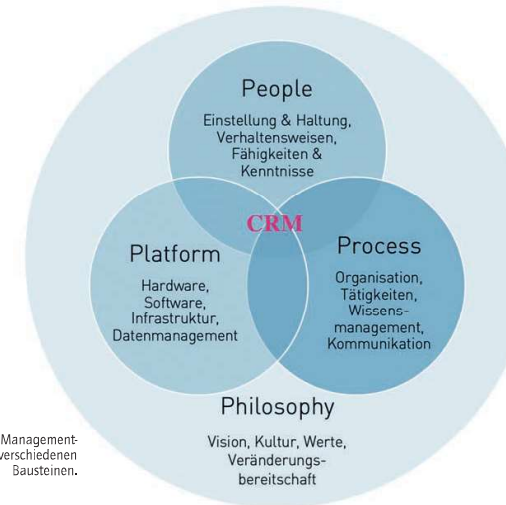 People
Einstellung & Haltung,
Verhaltensweisen,
Fähigkeiten &
Kenntnisse
CRM
Platform
Hardware,
Software,
Infrastruktur,
Datenmanagement
Process
Organisation,
Tätigkeiten,
Wissens-
management,
Kommunikation
Philosophy
Vision, Kultur, Werte,
Veränderungs-
bereitschaft
Management-
verschiedenen
Bausteinen.